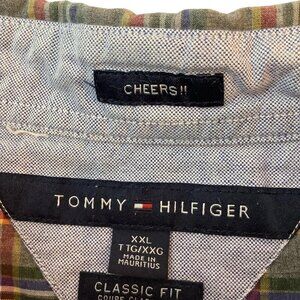 CHEERS!!
TOMMY HILFIGER
XXL
TTG/XXG
MADE IN
MAURITIUS
CLASSIC FIT